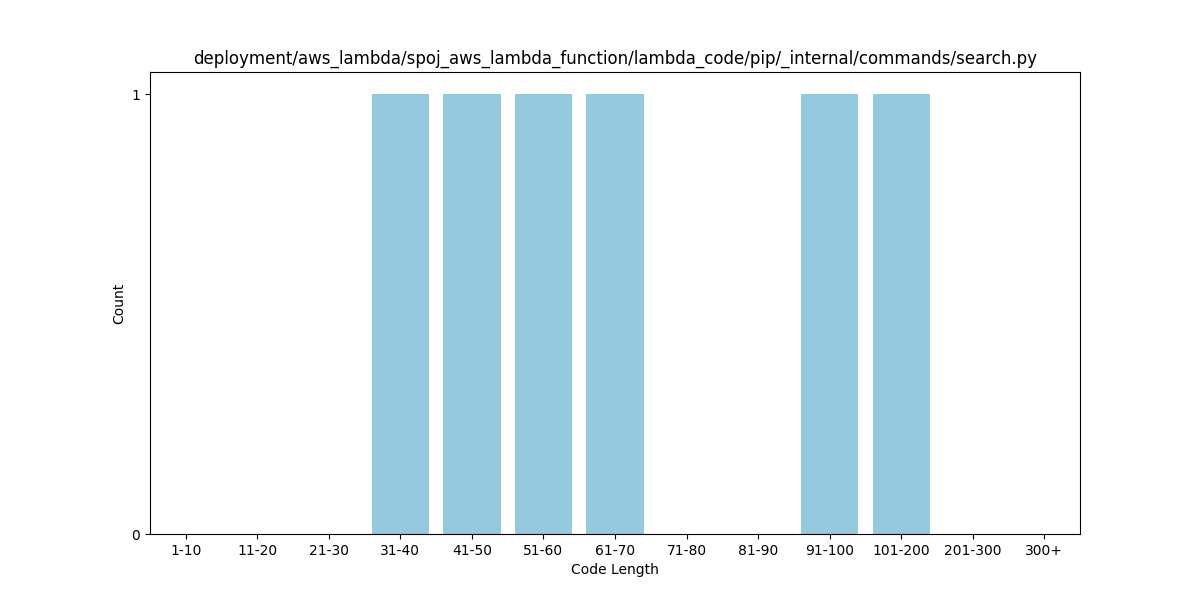 deployment/aws_lambda/spoj_aws_lambda_function/lambda_code/pip/_internal/commands/search.py
1
Count
0
1-10 11-20 21-30 31-40 41-50 51-60 61-70 71-80 81-90 91-100 101-200 201-300 300+
Code Length